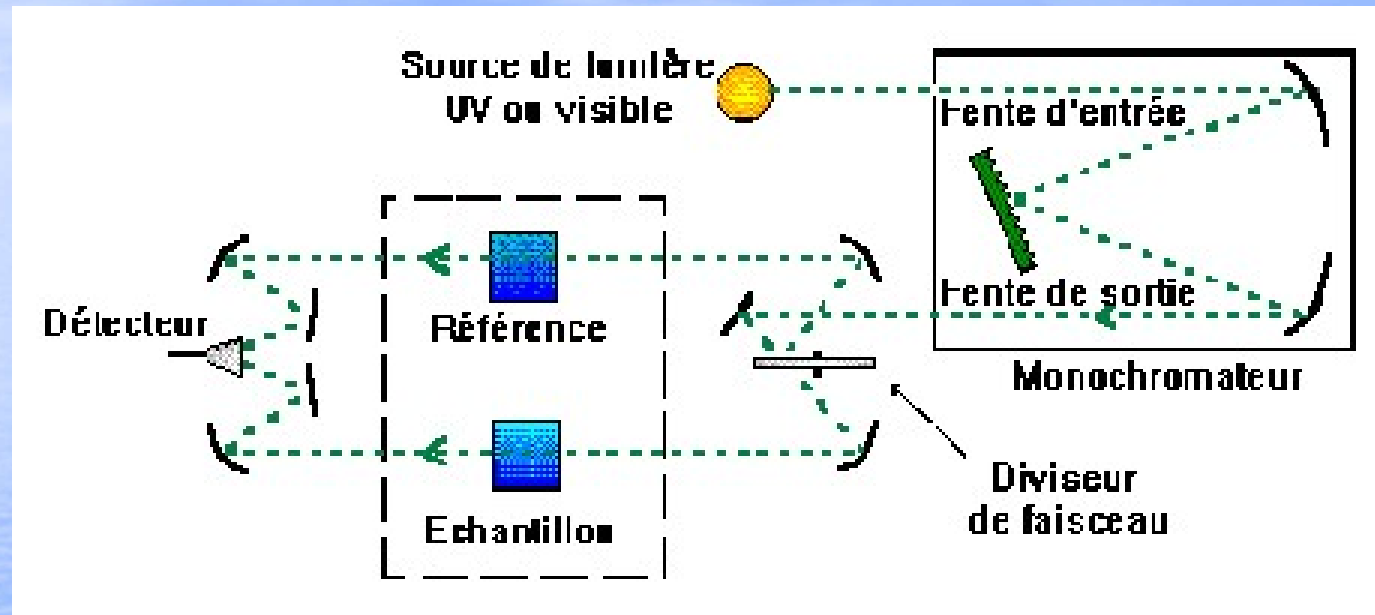 Source de lumière
UV ou visible
Fente d'entrée
Fente de sortie
Monochromateur
Détecteur
Référence
Echantillon
Diviseur
de faisceau